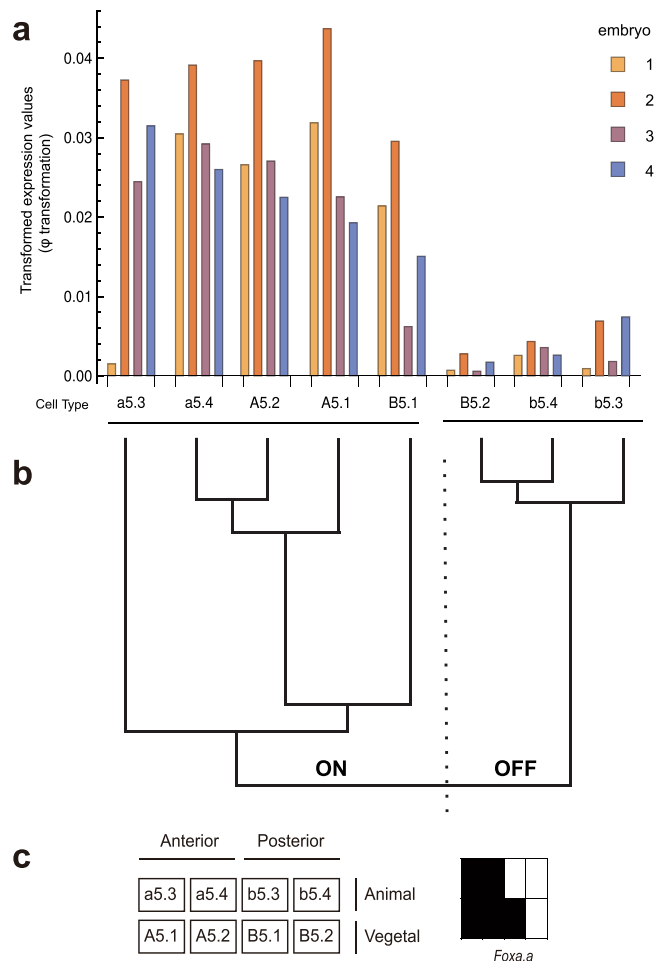 a
embryo
1
2
3
4
Transformed expression values
(φ transformation)
0.04
0.03
0.02
0.01
0.00
Cell Type
a5.3 a5.4 A5.2 A5.1 B5.1 B5.2 b5.4 b5.3
b
ON OFF
c
Anterior Posterior
a5.3 a5.4 b5.3 b5.4 Animal
A5.1 A5.2 B5.1 B5.2 Vegetal
Foxa.a